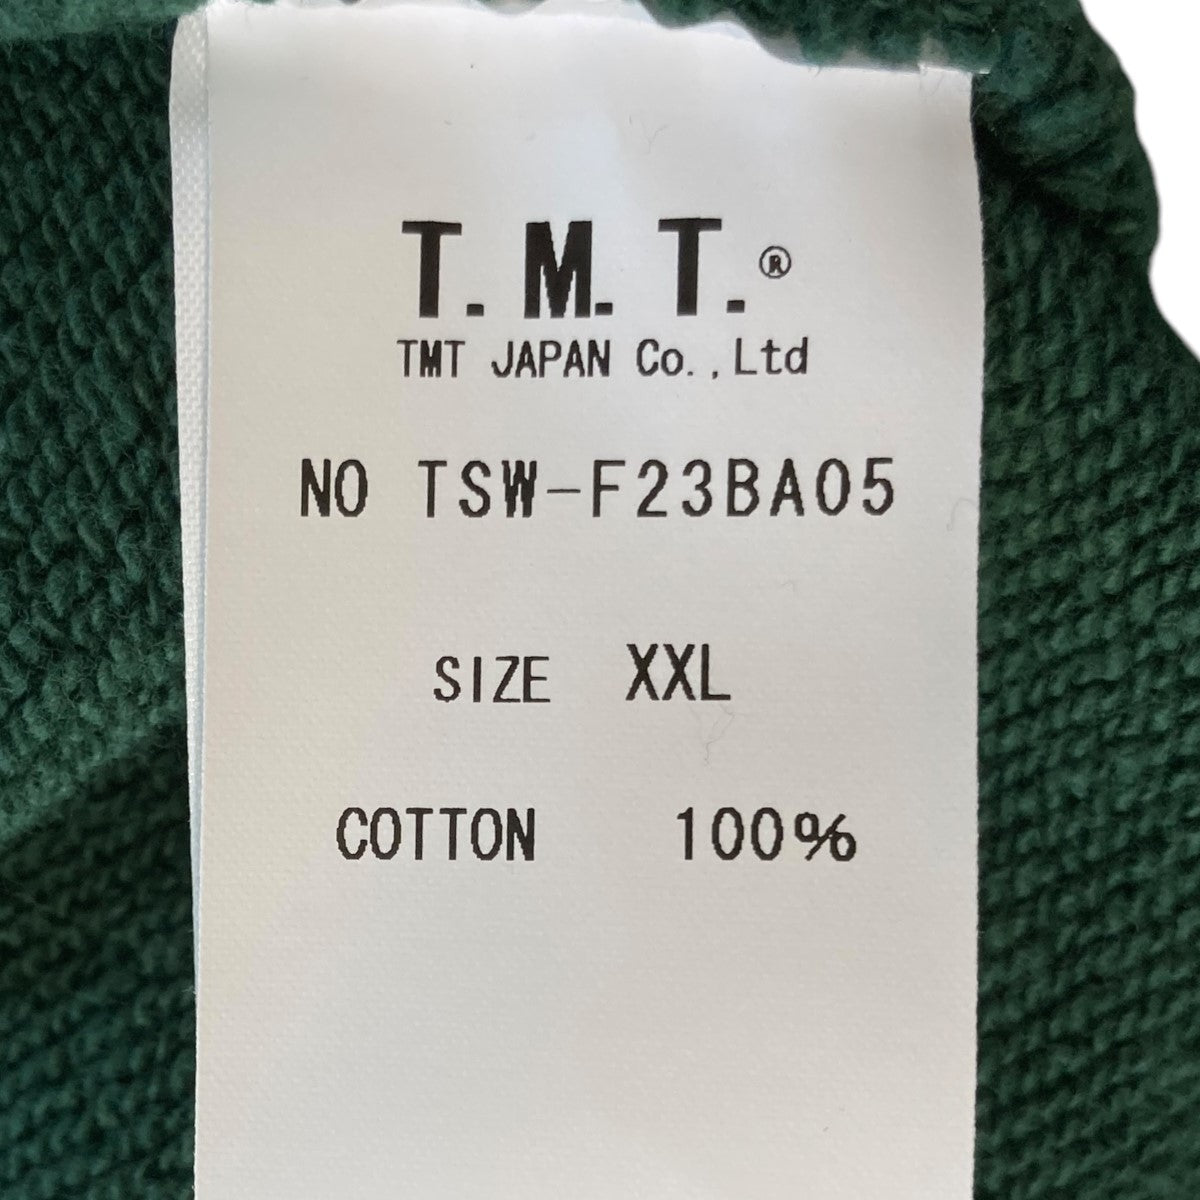 T. M. T.®
TMT JAPAN Co.,Ltd
NO TSW-F23BA05
SIZE XXL
COTTON 100%